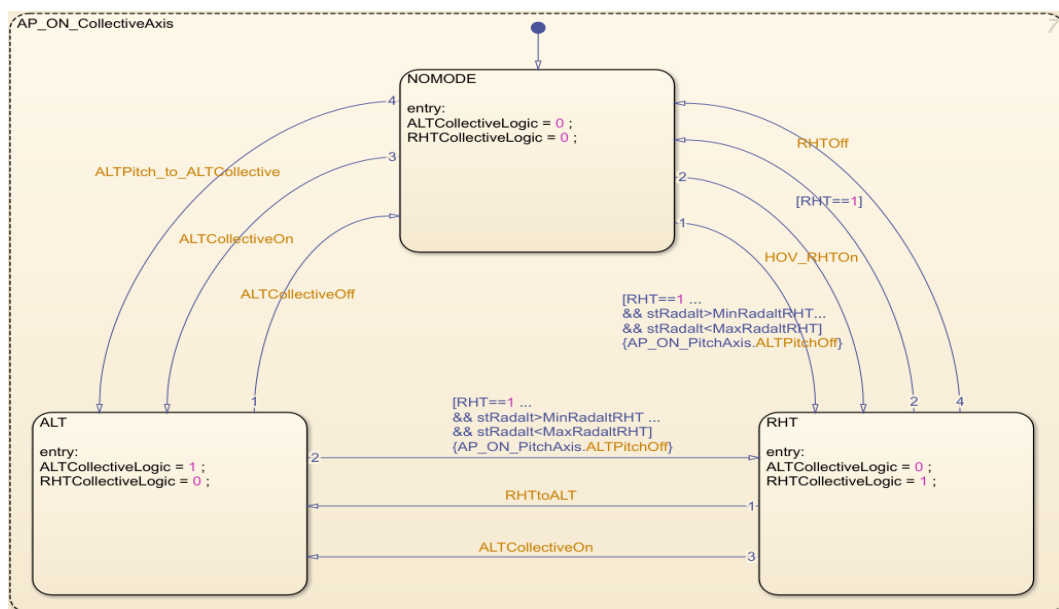 AP_ON_CollectiveAxis
7
NOMODE
entry:
ALTCollectiveLogic = 0 ;
RHTCollectiveLogic = 0 ;
4
3
2
1
ALTPitch_to_ALTCollective
ALTCollectiveOn
ALTCollectiveOff
RHTOff
[RHT==1]
HOV_RHTOn
[RHT==1 ...
&& stRadalt>MinRadaltRHT...
&& stRadalt<MaxRadaltRHT]
{AP_ON_PitchAxis.ALTPitchOff}
1
2
4
ALT
entry:
ALTCollectiveLogic = 1 ;
RHTCollectiveLogic = 0 ;
[RHT==1 ...
&& stRadalt>MinRadaltRHT ...
&& stRadalt<MaxRadaltRHT]
{AP_ON_PitchAxis.ALTPitchOff}
2
RHTtoALT
1
ALTCollectiveOn
3
RHT
entry:
ALTCollectiveLogic = 0 ;
RHTCollectiveLogic = 1 ;